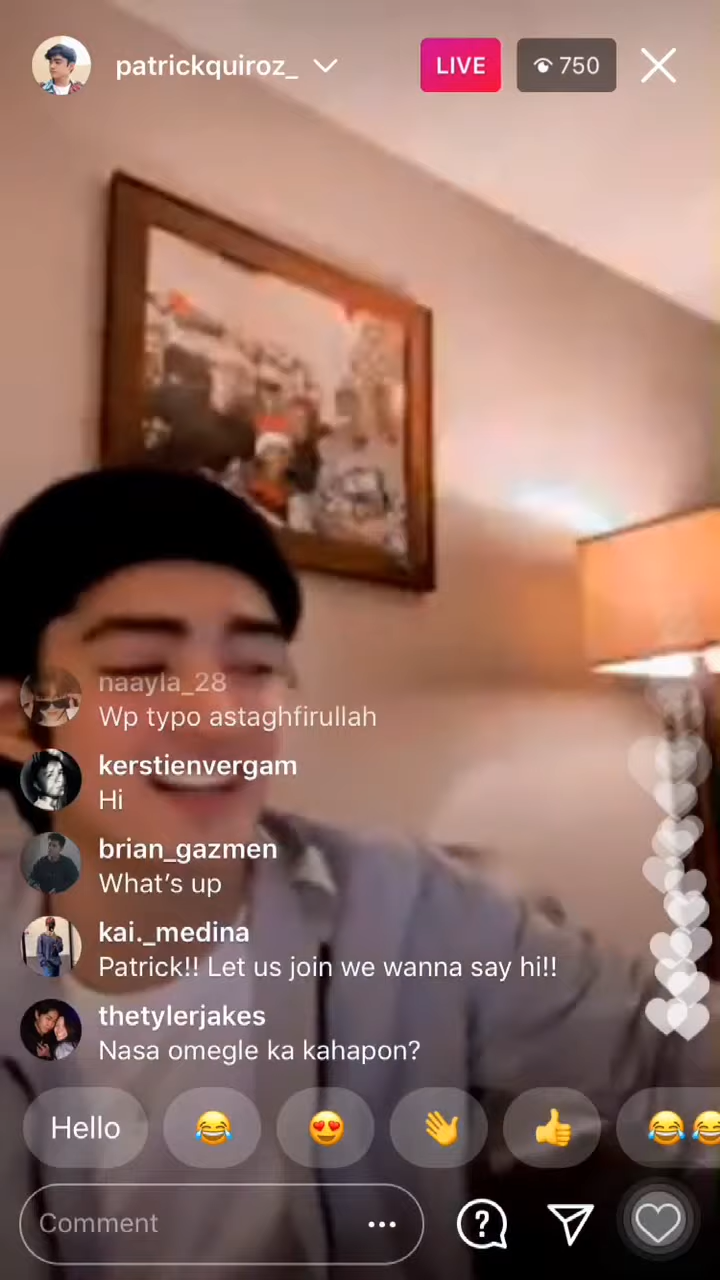 patrickquiroz_
LIVE
750
naayla_28
Wp typo astaghfirullah
kerstienvergam
Hi
brian_gazmen
What's up
kai._medina
Patrick!! Let us join we wanna say hi!!
thetylerjakes
Nasa omegle ka kahapon?
Hello
Comment